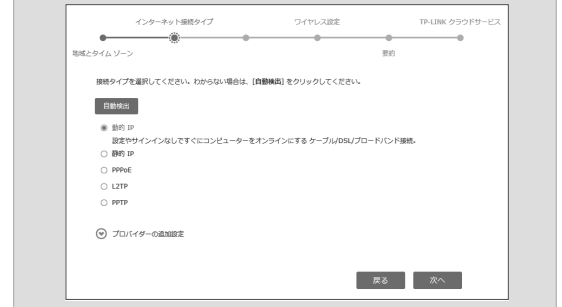 インターネット接続タイプ
ワイヤレス設定
TP-LINK クラウドサービス
地域とタイム ゾーン
要約
接続タイプを選択してください。わからない場合は、[自動検出] をクリックしてください。
自動検出
動的 IP
設定やサインインなしですぐにコンピューターをオンラインにする ケーブル/DSL/ブロードバンド接続。
静的 IP
PPPoE
L2TP
PPTP
プロバイダーの追加設定
戻る
次へ